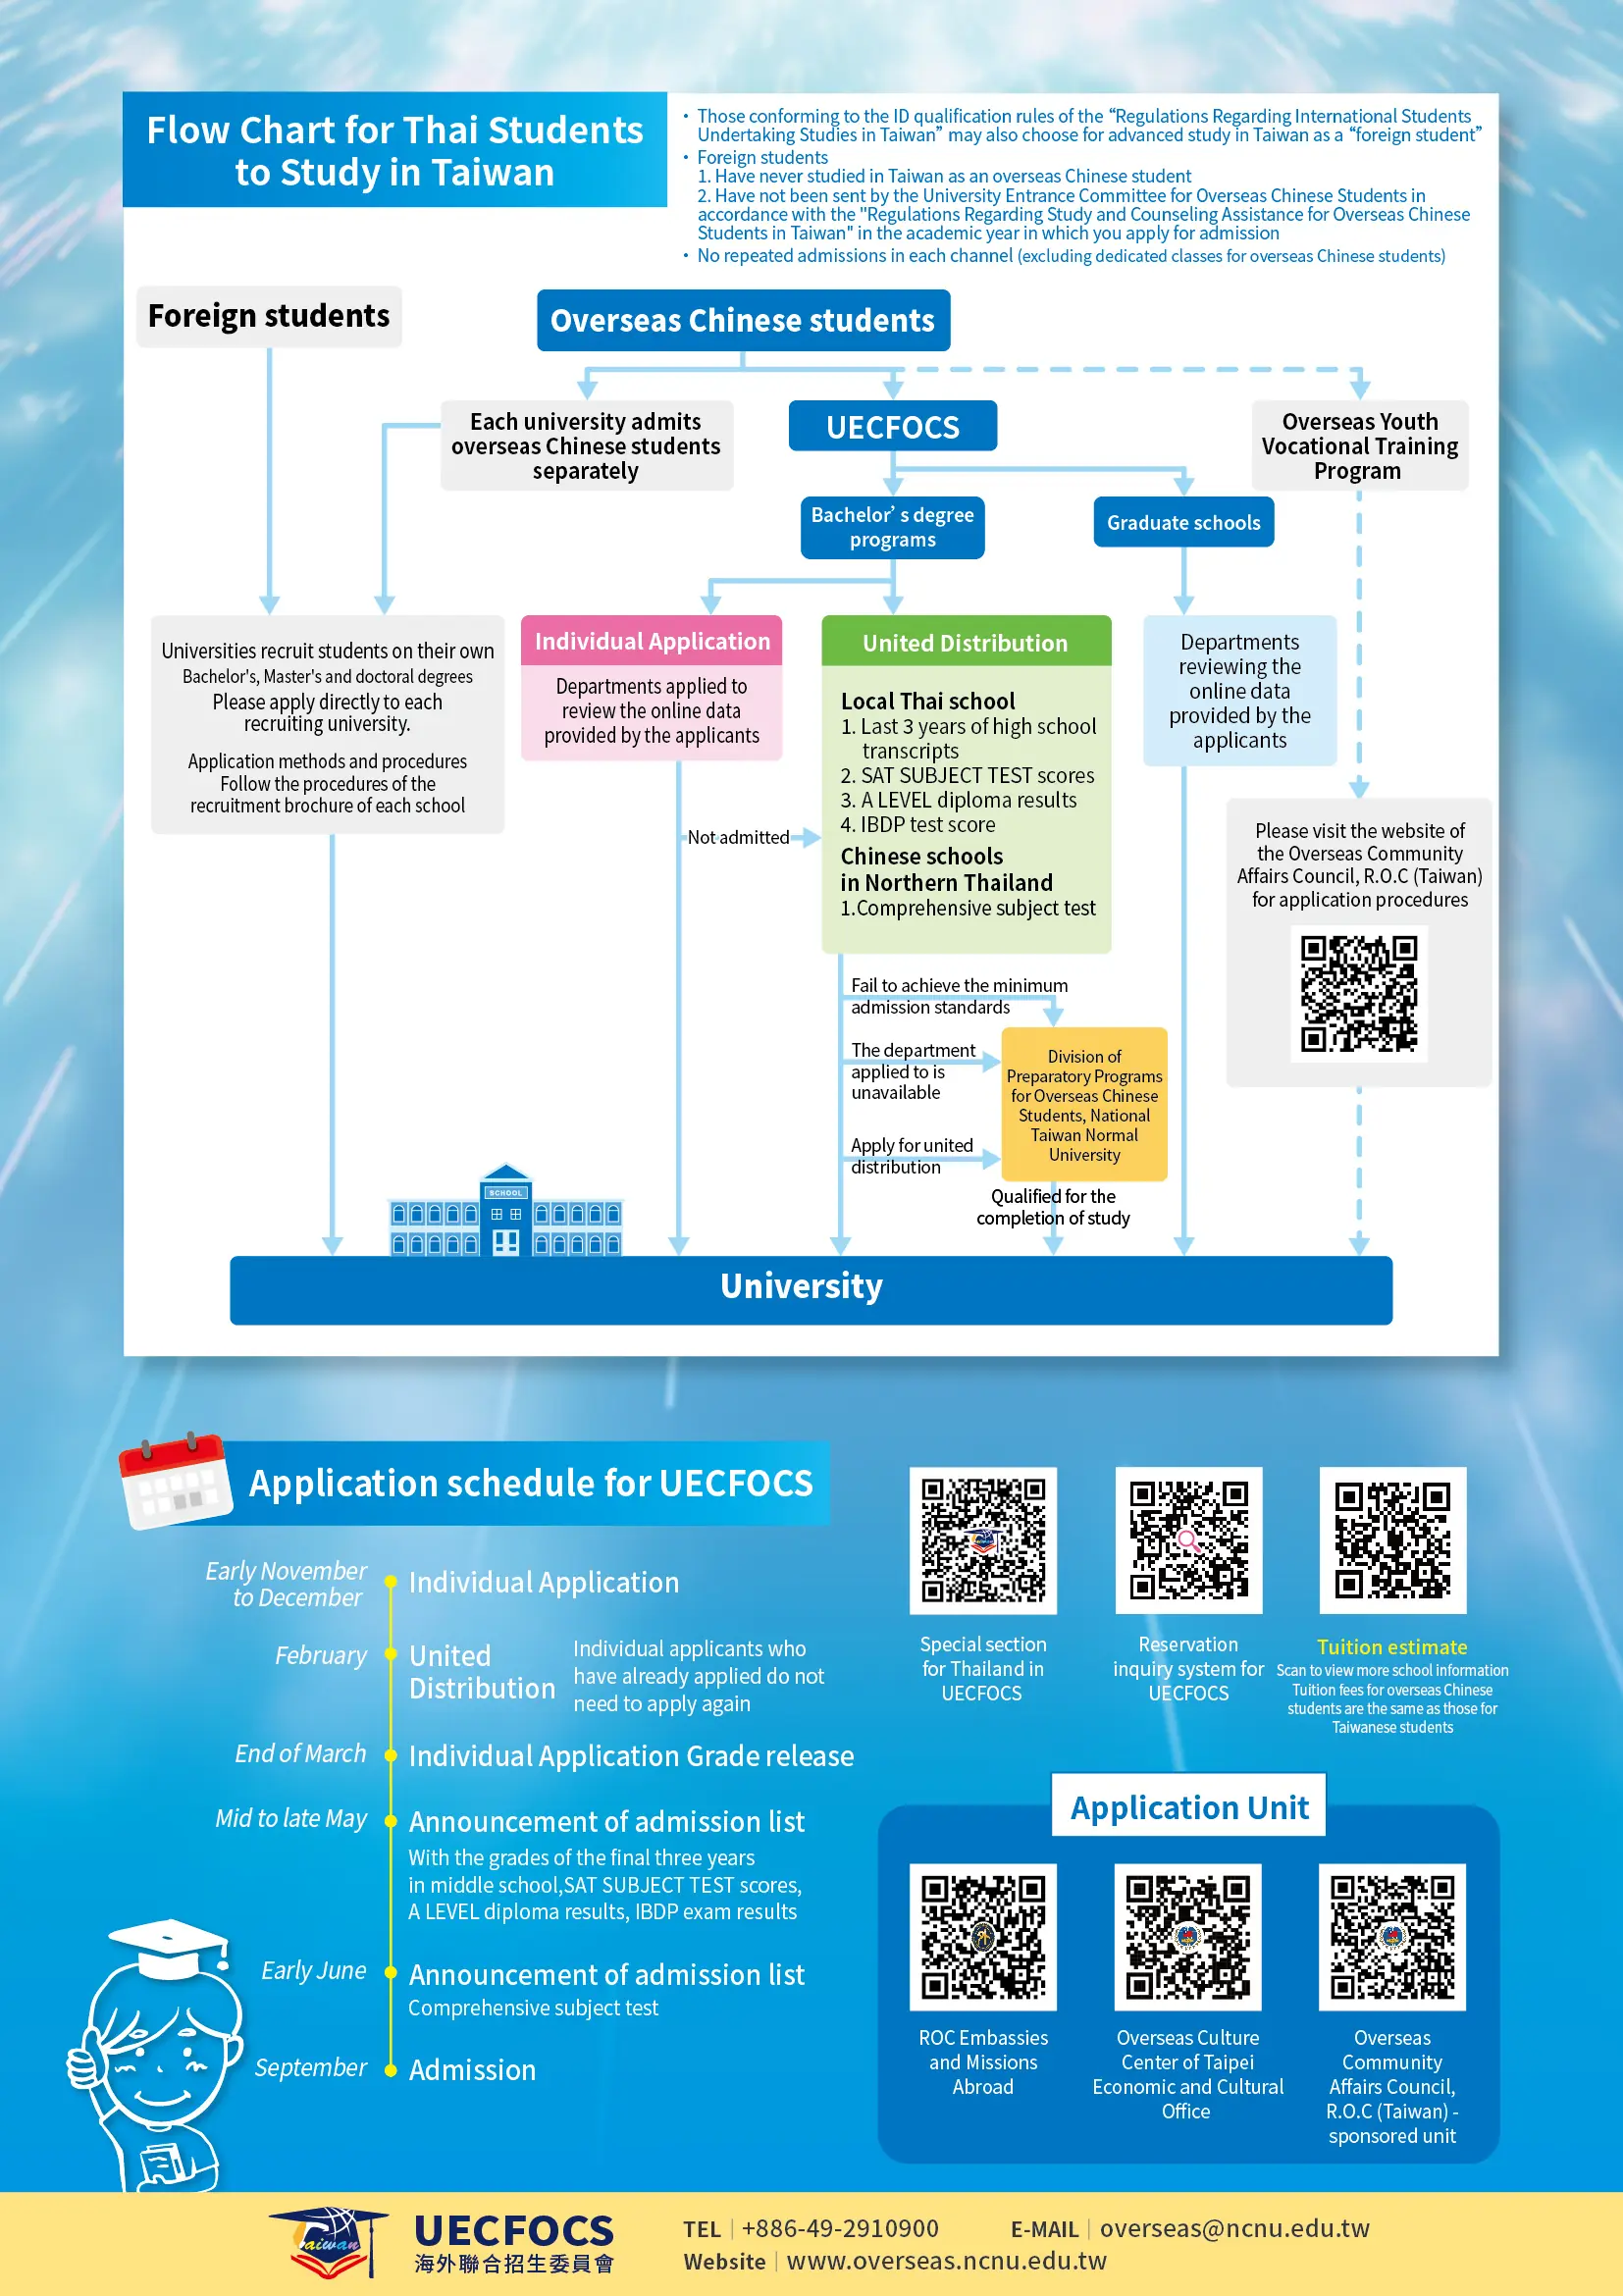 Flow Chart for Thai Students
to Study in Taiwan
• Those conforming to the ID qualification rules of the “Regulations Regarding International Students
Undertaking Studies in Taiwan” may also choose for advanced study in Taiwan as a “foreign student”
• Foreign students
1. Have never studied in Taiwan as an overseas Chinese student
2. Have not been sent by the University Entrance Committee for Overseas Chinese Students in
accordance with the "Regulations Regarding Study and Counseling Assistance for Overseas Chinese
Students in Taiwan" in the academic year in which you apply for admission
• No repeated admissions in each channel (excluding dedicated classes for overseas Chinese students)
Foreign students
Overseas Chinese students
Each university admits
overseas Chinese students
separately
UECFOCS
Overseas Youth
Vocational Training
Program
Bachelor’ s degree
programs
Graduate schools
Universities recruit students on their own
Bachelor's, Master's and doctoral degrees
Please apply directly to each
recruiting university.
Application methods and procedures
Follow the procedures of the
recruitment brochure of each school
Individual Application
Departments applied to
review the online data
provided by the applicants
Not admitted
United Distribution
Local Thai school
1. Last 3 years of high school
transcripts
2. SAT SUBJECT TEST scores
3. A LEVEL diploma results
4. IBDP test score
Chinese schools
in Northern Thailand
1.Comprehensive subject test
Departments
reviewing the
online data
provided by the
applicants
Please visit the website of
the Overseas Community
Affairs Council, R.O.C (Taiwan)
for application procedures
Fail to achieve the minimum
admission standards
The department
applied to is
unavailable
Apply for united
distribution
Division of
Preparatory Programs
for Overseas Chinese
Students, National
Taiwan Normal
University
Qualified for the
completion of study
SCHOOL
University
Application schedule for UECFOCS
Early November
to December
Individual Application
February
United
Distribution
Individual applicants who
have already applied do not
need to apply again
End of March
Individual Application Grade release
Mid to late May
Announcement of admission list
With the grades of the final three years
in middle school,SAT SUBJECT TEST scores,
A LEVEL diploma results, IBDP exam results
Early June
Announcement of admission list
Comprehensive subject test
September
Admission
Special section
for Thailand in
UECFOCS
Reservation
inquiry system for
UECFOCS
Tuition estimate
Scan to view more school information
Tuition fees for overseas Chinese
students are the same as those for
Taiwanese students
Application Unit
ROC Embassies
and Missions
Abroad
Overseas Culture
Center of Taipei
Economic and Cultural
Office
Overseas
Community
Affairs Council,
R.O.C (Taiwan) -
sponsored unit
Taiwan
UECFOCS
海外聯合招生委員會
TEL | +886-49-2910900
E-MAIL | overseas@ncnu.edu.tw
Website | www.overseas.ncnu.edu.tw